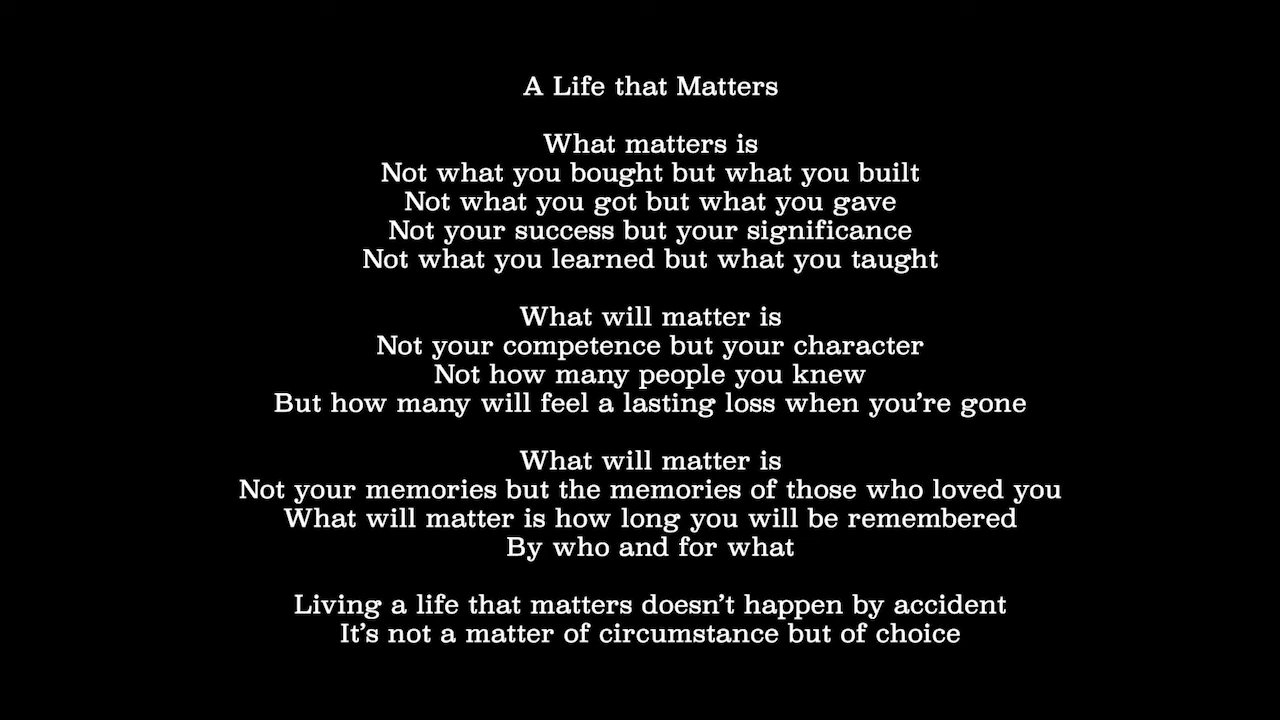 A Life that Matters
What matters is
Not what you bought but what you built
Not what you got but what you gave
Not your success but your significance
Not what you learned but what you taught
What will matter is
Not your competence but your character
Not how many people you knew
But how many will feel a lasting loss when you’re gone
What will matter is
Not your memories but the memories of those who loved you
What will matter is how long you will be remembered
By who and for what
Living a life that matters doesn’t happen by accident
It’s not a matter of circumstance but of choice